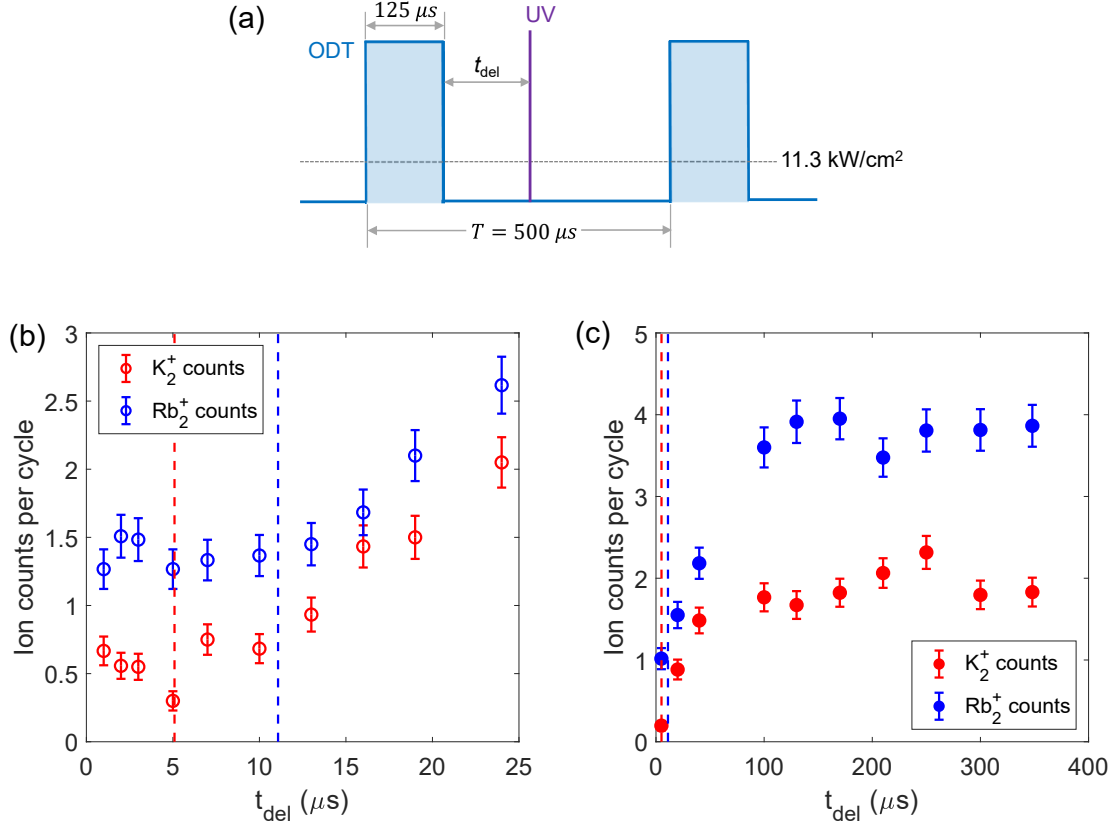 (a)
125 μs
UV
ODT
t_del
11.3 kW/cm²
T = 500 μs
(b)
3
2.5
2
1.5
1
0.5
0
K₂⁺ counts
Rb₂⁺ counts
Ion counts per cycle
0 5 10 15 20 25
t_del (μs)
(c)
5
4
3
2
1
0
Ion counts per cycle
K₂⁺ counts
Rb₂⁺ counts
0 100 200 300 400
t_del (μs)